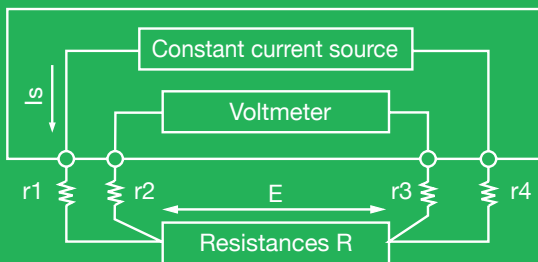 Constant current source
Is
Voltmeter
r1 r2 E r3 r4
Resistances R